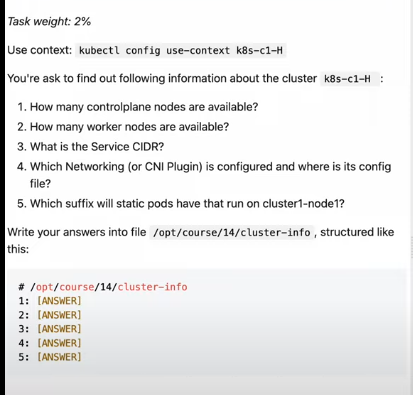 Task weight: 2%
Use context: kubectl config use-context k8s-c1-H
You're ask to find out following information about the cluster k8s-c1-H :
1. How many controlplane nodes are available?
2. How many worker nodes are available?
3. What is the Service CIDR?
4. Which Networking (or CNI Plugin) is configured and where is its config
file?
5. Which suffix will static pods have that run on cluster1-node1?
Write your answers into file /opt/course/14/cluster-info , structured like
this:
# /opt/course/14/cluster-info
1: [ANSWER]
2: [ANSWER]
3: [ANSWER]
4: [ANSWER]
5: [ANSWER]